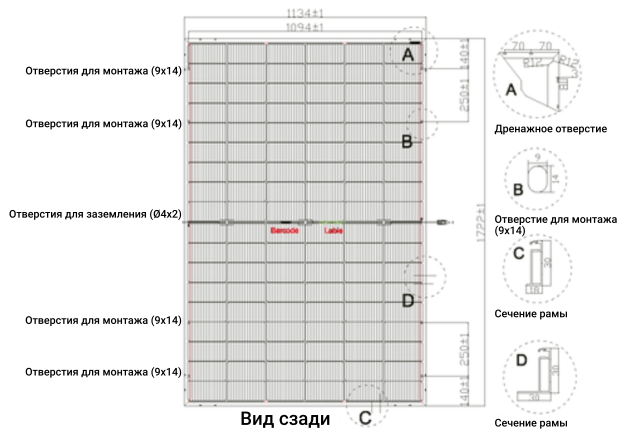 1134±1
1094±1
A
140±1
250±1
Отверстия для монтажа (9x14)
Отверстия для монтажа (9x14)
B
Отверстия для заземления (Ø4x2)
Barcode
Lable
1722±1
D
Отверстия для монтажа (9x14)
250±1
Отверстия для монтажа (9x14)
140±1
C
Вид сзади
70 70
R12 R12
A
Дренажное отверстие
9
14
B
Отверстие для монтажа
(9x14)
C
30
18
Сечение рамы
D
30
30
Сечение рамы